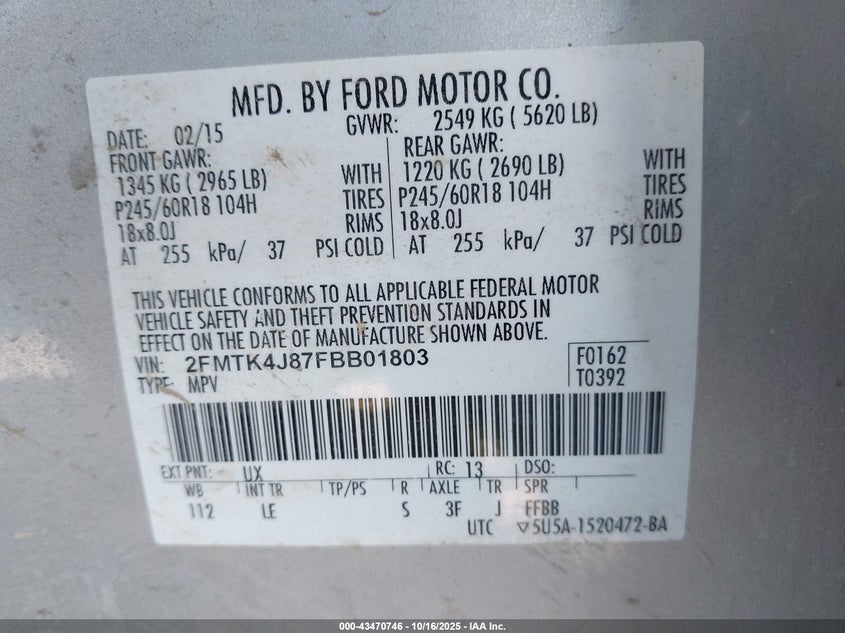 MFD. BY FORD MOTOR CO.
DATE: 02/15 GVWR: 2549 KG ( 5620 LB)
FRONT GAWR: REAR GAWR:
1345 KG ( 2965 LB) WITH 1220 KG ( 2690 LB) WITH
P245/60R18 104H TIRES P245/60R18 104H TIRES
18x8.0J RIMS 18x8.0J RIMS
AT 255 kPa/ 37 PSI COLD AT 255 kPa/ 37 PSI COLD
THIS VEHICLE CONFORMS TO ALL APPLICABLE FEDERAL MOTOR
VEHICLE SAFETY AND THEFT PREVENTION STANDARDS IN
EFFECT ON THE DATE OF MANUFACTURE SHOWN ABOVE.
VIN: 2FMTK4J87FBB01803 F0162
TYPE: MPV T0392
EXT PNT: UX RC: 13 DSO:
WB INT TR TP/PS R AXLE TR SPR
112 LE S 3F J FFBB
UTC ▽5U5A-1520472-BA
000-43470746 - 10/16/2025 - IAA Inc.